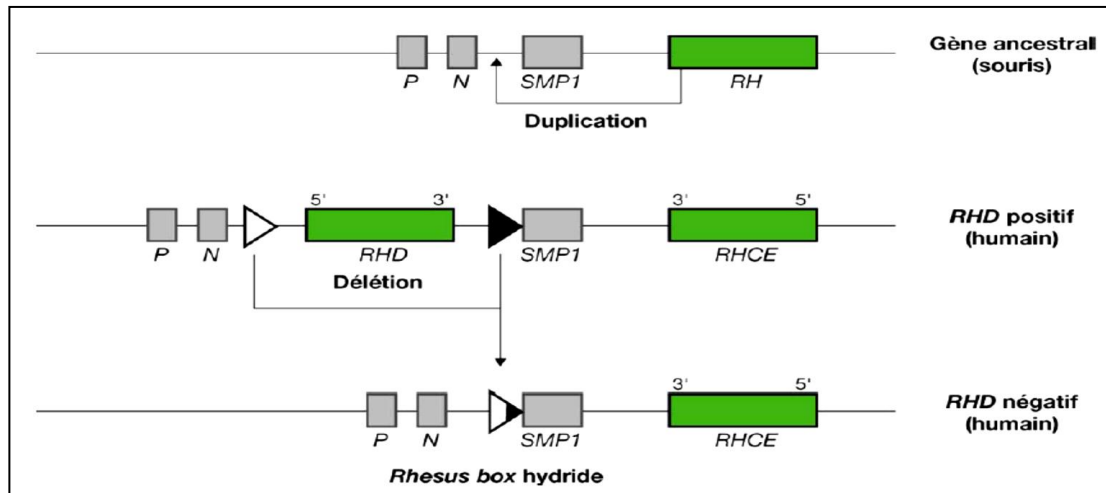 Gène ancestrall
(souris)
P N SMP1 RH
Duplication
5' 3' 3' 5'
RHD positif
(humain)
P N RHD SMP1 RHCE
Délétion
3' 5'
RHD négatif
(humain)
P N SMP1 RHCE
Rhesus box hydride